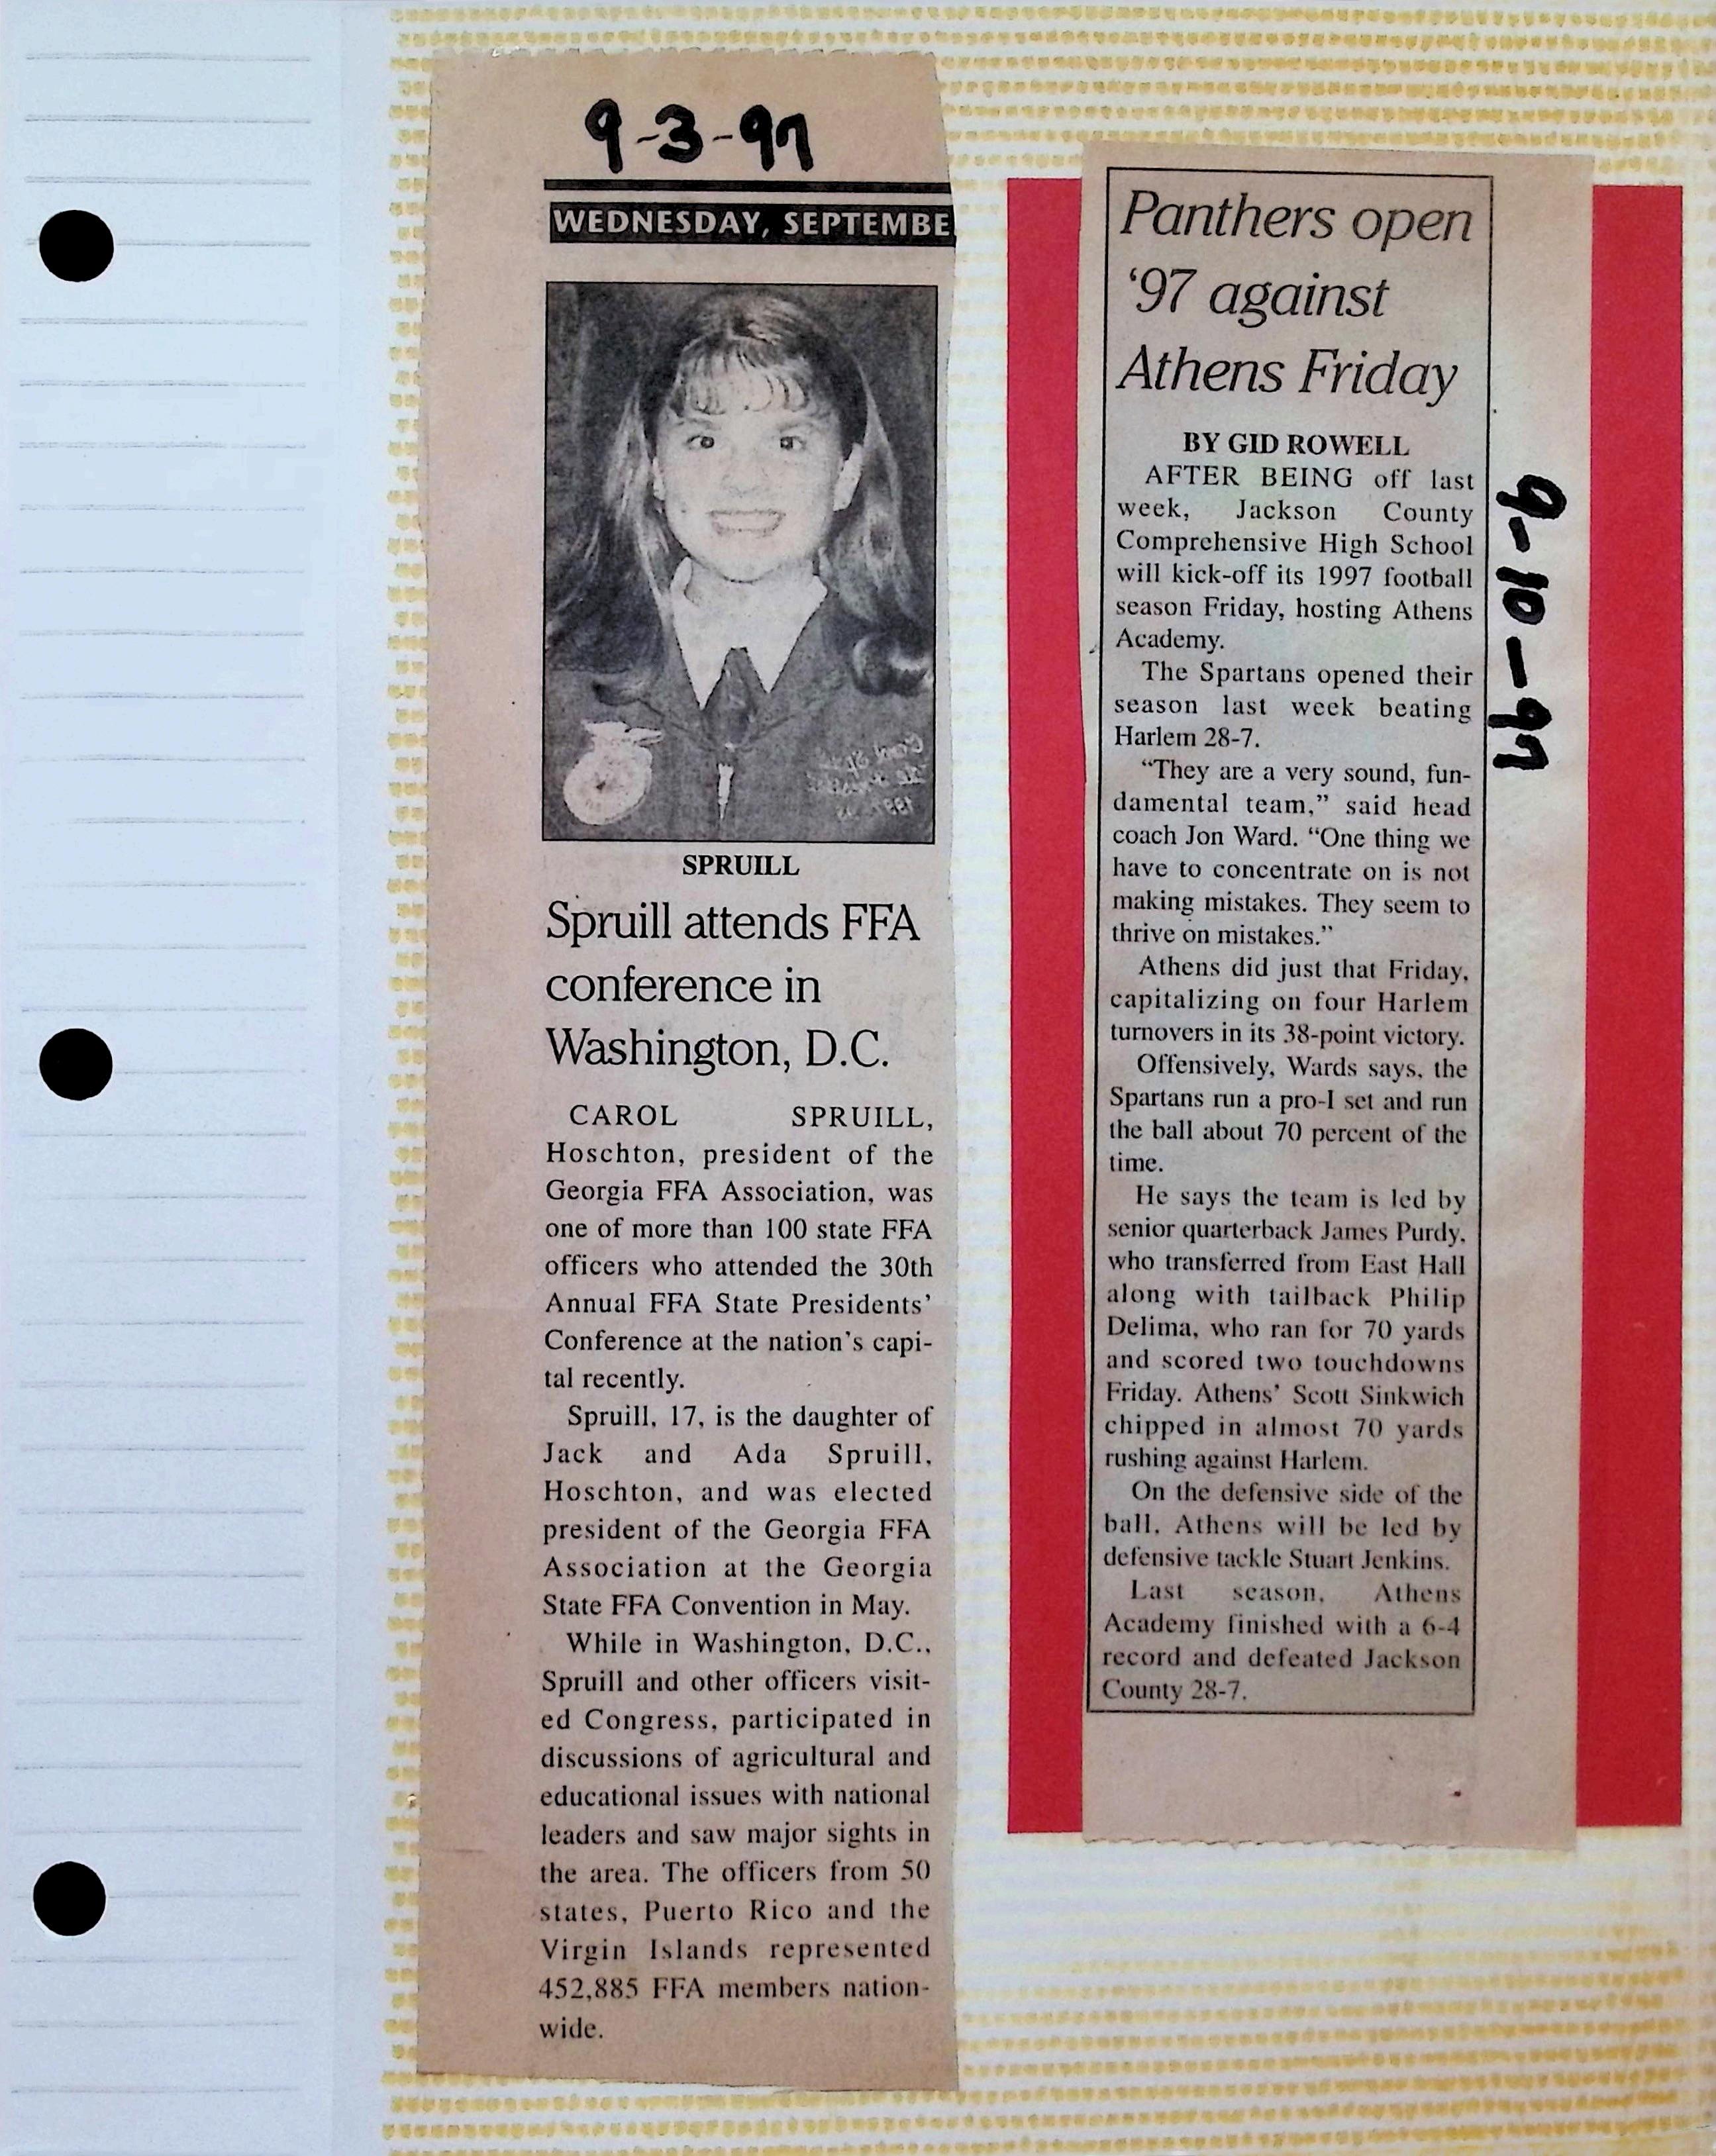 9-3-97
WEDNESDAY, SEPTEMBE
SPRUILL
Spruill attends FFA
conference in
Washington, D.C.
CAROL SPRUILL,
Hoschton, president of the
Georgia FFA Association, was
one of more than 100 state FFA
officers who attended the 30th
Annual FFA State Presidents'
Conference at the nation's capi-
tal recently.
Spruill, 17, is the daughter of
Jack and Ada Spruill,
Hoschton, and was elected
president of the Georgia FFA
Association at the Georgia
State FFA Convention in May.
While in Washington, D.C.,
Spruill and other officers visit-
ed Congress, participated in
discussions of agricultural and
educational issues with national
leaders and saw major sights in
the area. The officers from 50
states, Puerto Rico and the
Virgin Islands represented
452,885 FFA members nation-
wide.
Panthers open
'97 against
Athens Friday
BY GID ROWELL
AFTER BEING off last
week, Jackson County
Comprehensive High School
will kick-off its 1997 football
season Friday, hosting Athens
Academy.
The Spartans opened their
season last week beating
Harlem 28-7.
"They are a very sound, fun-
damental team," said head
coach Jon Ward. "One thing we
have to concentrate on is not
making mistakes. They seem to
thrive on mistakes."
Athens did just that Friday,
capitalizing on four Harlem
turnovers in its 38-point victory.
Offensively, Wards says, the
Spartans run a pro-I set and run
the ball about 70 percent of the
time.
He says the team is led by
senior quarterback James Purdy,
who transferred from East Hall
along with tailback Philip
Delima, who ran for 70 yards
and scored two touchdowns
Friday. Athens' Scott Sinkwich
chipped in almost 70 yards
rushing against Harlem.
On the defensive side of the
ball, Athens will be led by
defensive tackle Stuart Jenkins.
Last season, Athens
Academy finished with a 6-4
record and defeated Jackson
County 28-7.
9-10-97